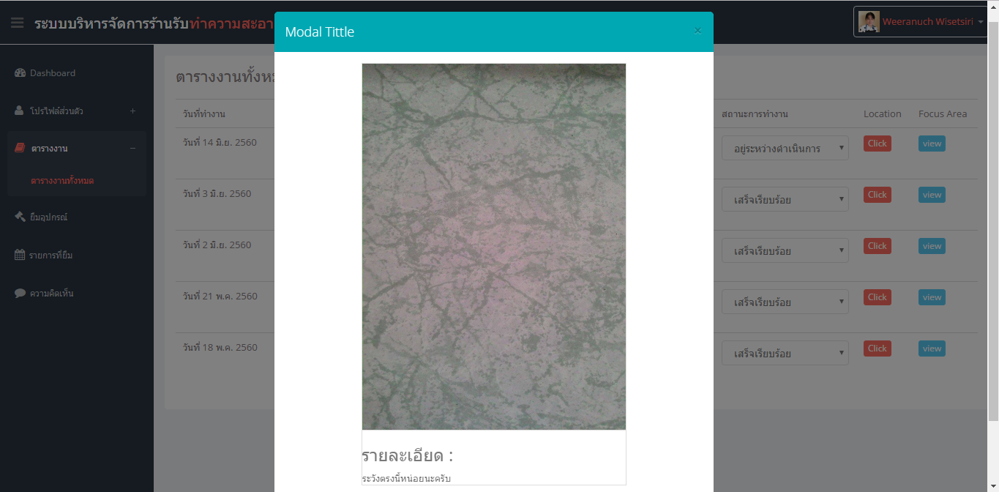 ระบบบริหารจัดการร้านรับทำความสะอา
Weeranuch Wisetsiri
Modal Tittle
×
Dashboard
โปรไฟล์ส่วนตัว +
ตารางงาน −
ตารางงานทั้งหมด
ยืมอุปกรณ์
รายการที่ยืม
ความคิดเห็น
ตารางงานทั้งห
วันที่ทำงาน สถานะการทำงาน Location Focus Area
วันที่ 14 มิ.ย. 2560 อยู่ระหว่างดำเนินการ Click view
วันที่ 3 มิ.ย. 2560 เสร็จเรียบร้อย Click view
วันที่ 2 มิ.ย. 2560 เสร็จเรียบร้อย Click view
วันที่ 21 พ.ค. 2560 เสร็จเรียบร้อย Click view
วันที่ 18 พ.ค. 2560 เสร็จเรียบร้อย Click view
รายละเอียด :
ระวังตรงนี้หน่อยนะครับ